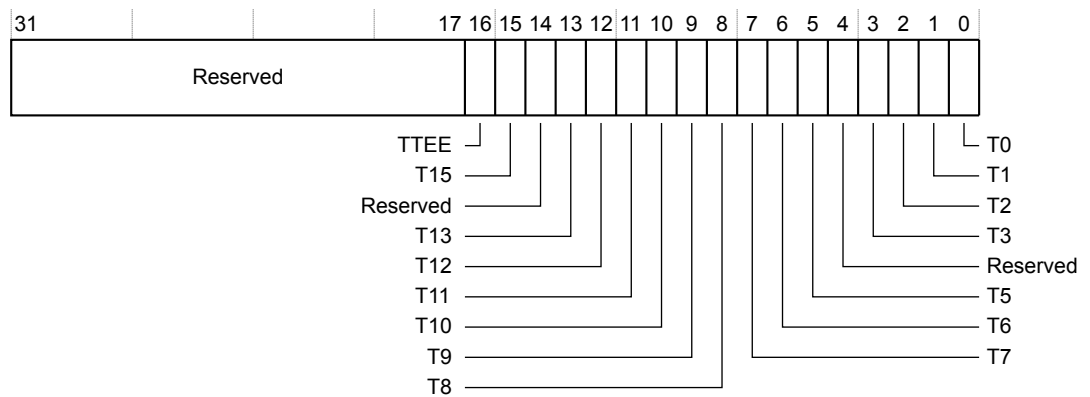 31 17 16 15 14 13 12 11 10 9 8 7 6 5 4 3 2 1 0
Reserved
TTEE T0
T15 T1
Reserved T2
T13 T3
T12 Reserved
T11 T5
T10 T6
T9 T7
T8